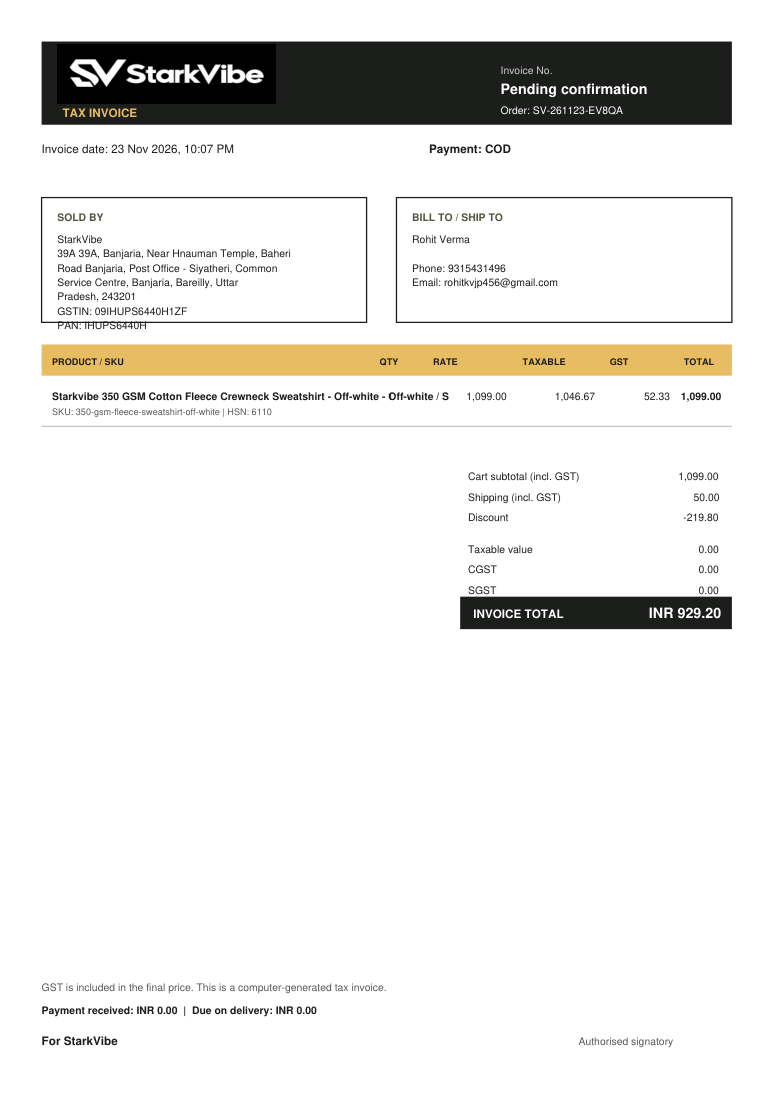 SV StarkVibe
TAX INVOICE
Invoice No.
Pending confirmation
Order: SV-261123-EV8QA
Invoice date: 23 Nov 2026, 10:07 PM
Payment: COD
SOLD BY
StarkVibe
39A 39A, Banjaria, Near Hnauman Temple, Baheri
Road Banjaria, Post Office - Siyatheri, Common
Service Centre, Banjaria, Bareilly, Uttar
Pradesh, 243201
GSTIN: 09IHUPS6440H1ZF
PAN: IHUPS6440H
BILL TO / SHIP TO
Rohit Verma
Phone: 9315431496
Email: rohitkvjp456@gmail.com
PRODUCT / SKU QTY RATE TAXABLE GST TOTAL
Starkvibe 350 GSM Cotton Fleece Crewneck Sweatshirt - Off-white - Off-white / S 1,099.00 1,046.67 52.33 1,099.00
SKU: 350-gsm-fleece-sweatshirt-off-white | HSN: 6110
Cart subtotal (incl. GST) 1,099.00
Shipping (incl. GST) 50.00
Discount -219.80
Taxable value 0.00
CGST 0.00
SGST 0.00
INVOICE TOTAL INR 929.20
GST is included in the final price. This is a computer-generated tax invoice.
Payment received: INR 0.00 | Due on delivery: INR 0.00
For StarkVibe
Authorised signatory